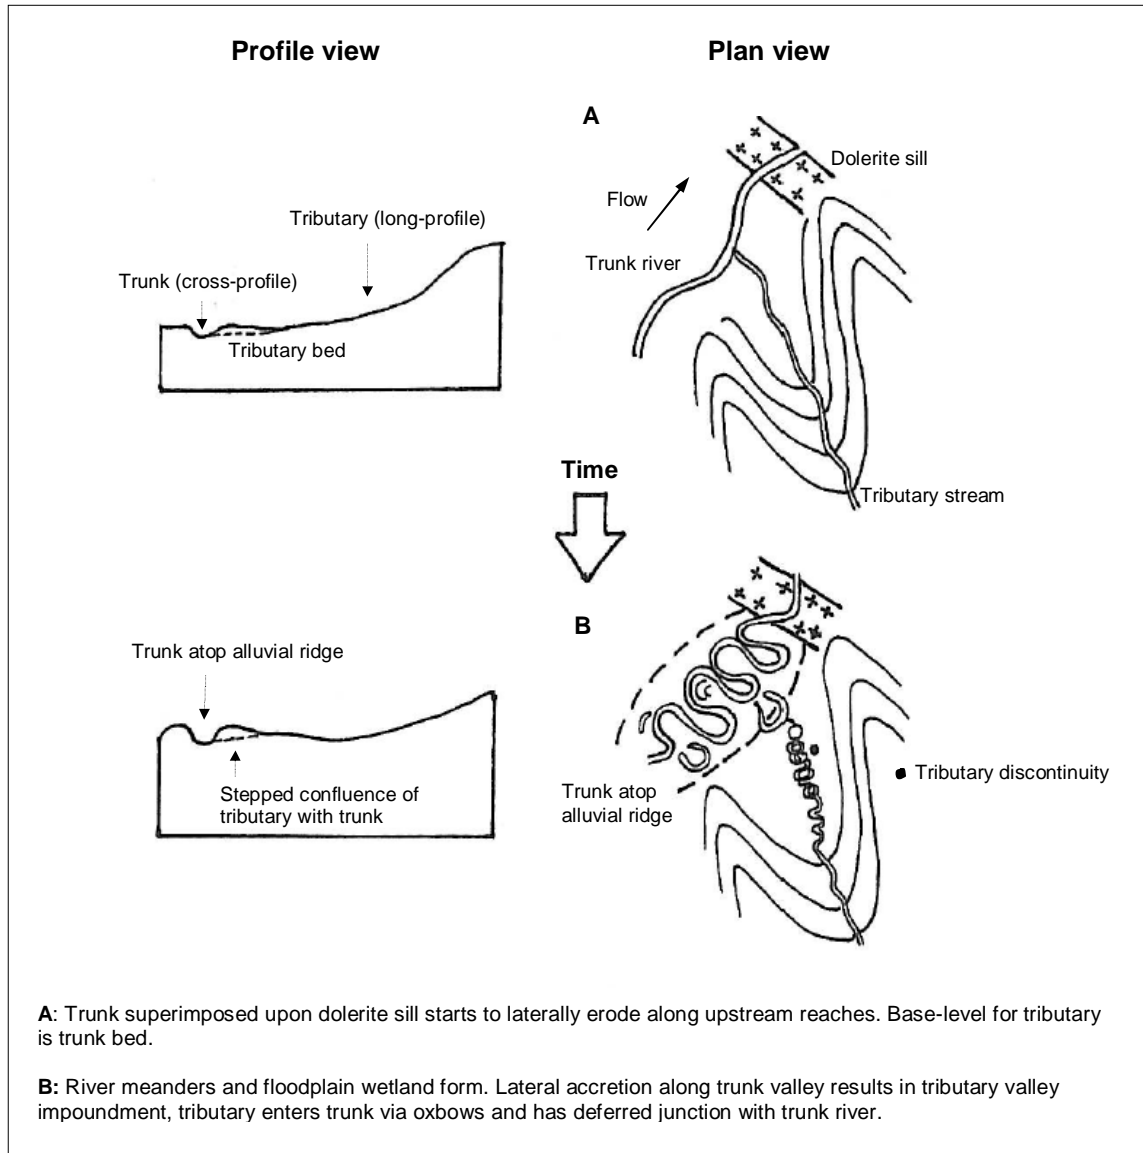 Profile view
Plan view
A
Dolerite sill
Flow
Tributary (long-profile)
Trunk river
Trunk (cross-profile)
Tributary bed
Tributary stream
Time
B
Trunk atop alluvial ridge
Tributary discontinuity
Trunk atop
alluvial ridge
Stepped confluence of
tributary with trunk
A: Trunk superimposed upon dolerite sill starts to laterally erode along upstream reaches. Base-level for tributary
is trunk bed.
B: River meanders and floodplain wetland form. Lateral accretion along trunk valley results in tributary valley
impoundment, tributary enters trunk via oxbows and has deferred junction with trunk river.